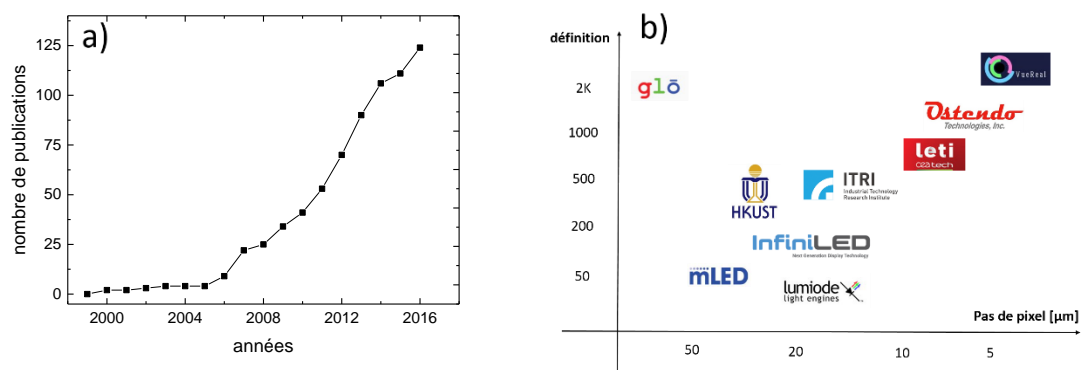 a)
nombre de publications
125
100
75
50
25
0
2000
2004
2008
2012
2016
années
b)
définition
2K
1000
500
200
50
glō
VueReal
Ostendo
Technologies, Inc.
leti
ceatech
HKUST
ITRI
Industrial Technology
Research Institute
InfiniLED
Next Generation Display Technology
mLED
lumiode
light engines
Pas de pixel [µm]
50
20
10
5